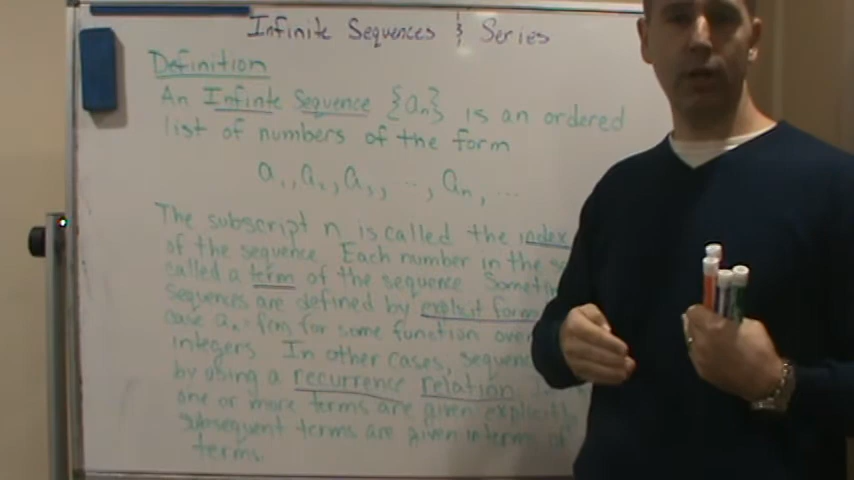 Infinite Sequences & Series
Definition
An Infinite Sequence {aₙ} is an ordered
list of numbers of the form
a₁, a₂, a₃, ..., aₙ, ...
The subscript n is called the index
of the sequence. Each number in the
called a term of the sequence.
sequences are defined by explicit
case aₙ = f(n) for some function over
integers. In other cases,
by using a recurrence relation
one or more terms are given explicitly
subsequent terms are given in terms of
terms.